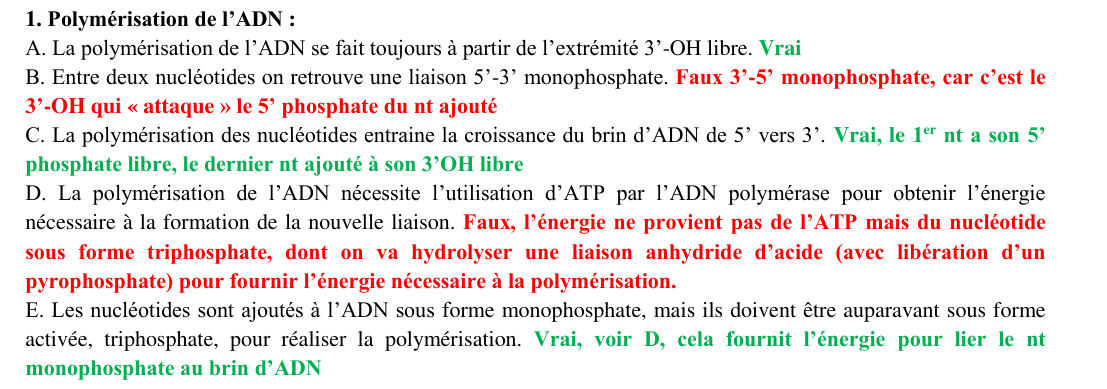 1. Polymérisation de l’ADN :
A. La polymérisation de l’ADN se fait toujours à partir de l’extrémité 3’-OH libre. Vrai
B. Entre deux nucléotides on retrouve une liaison 5’-3’ monophosphate. Faux 3’-5’ monophosphate, car c’est le
3’-OH qui « attaque » le 5’ phosphate du nt ajouté
C. La polymérisation des nucléotides entraine la croissance du brin d’ADN de 5’ vers 3’. Vrai, le 1er nt a son 5’
phosphate libre, le dernier nt ajouté à son 3’OH libre
D. La polymérisation de l’ADN nécessite l’utilisation d’ATP par l’ADN polymérase pour obtenir l’énergie
nécessaire à la formation de la nouvelle liaison. Faux, l’énergie ne provient pas de l’ATP mais du nucléotide
sous forme triphosphate, dont on va hydrolyser une liaison anhydride d’acide (avec libération d’un
pyrophosphate) pour fournir l’énergie nécessaire à la polymérisation.
E. Les nucléotides sont ajoutés à l’ADN sous forme monophosphate, mais ils doivent être auparavant sous forme
activée, triphosphate, pour réaliser la polymérisation. Vrai, voir D, cela fournit l’énergie pour lier le nt
monophosphate au brin d’ADN